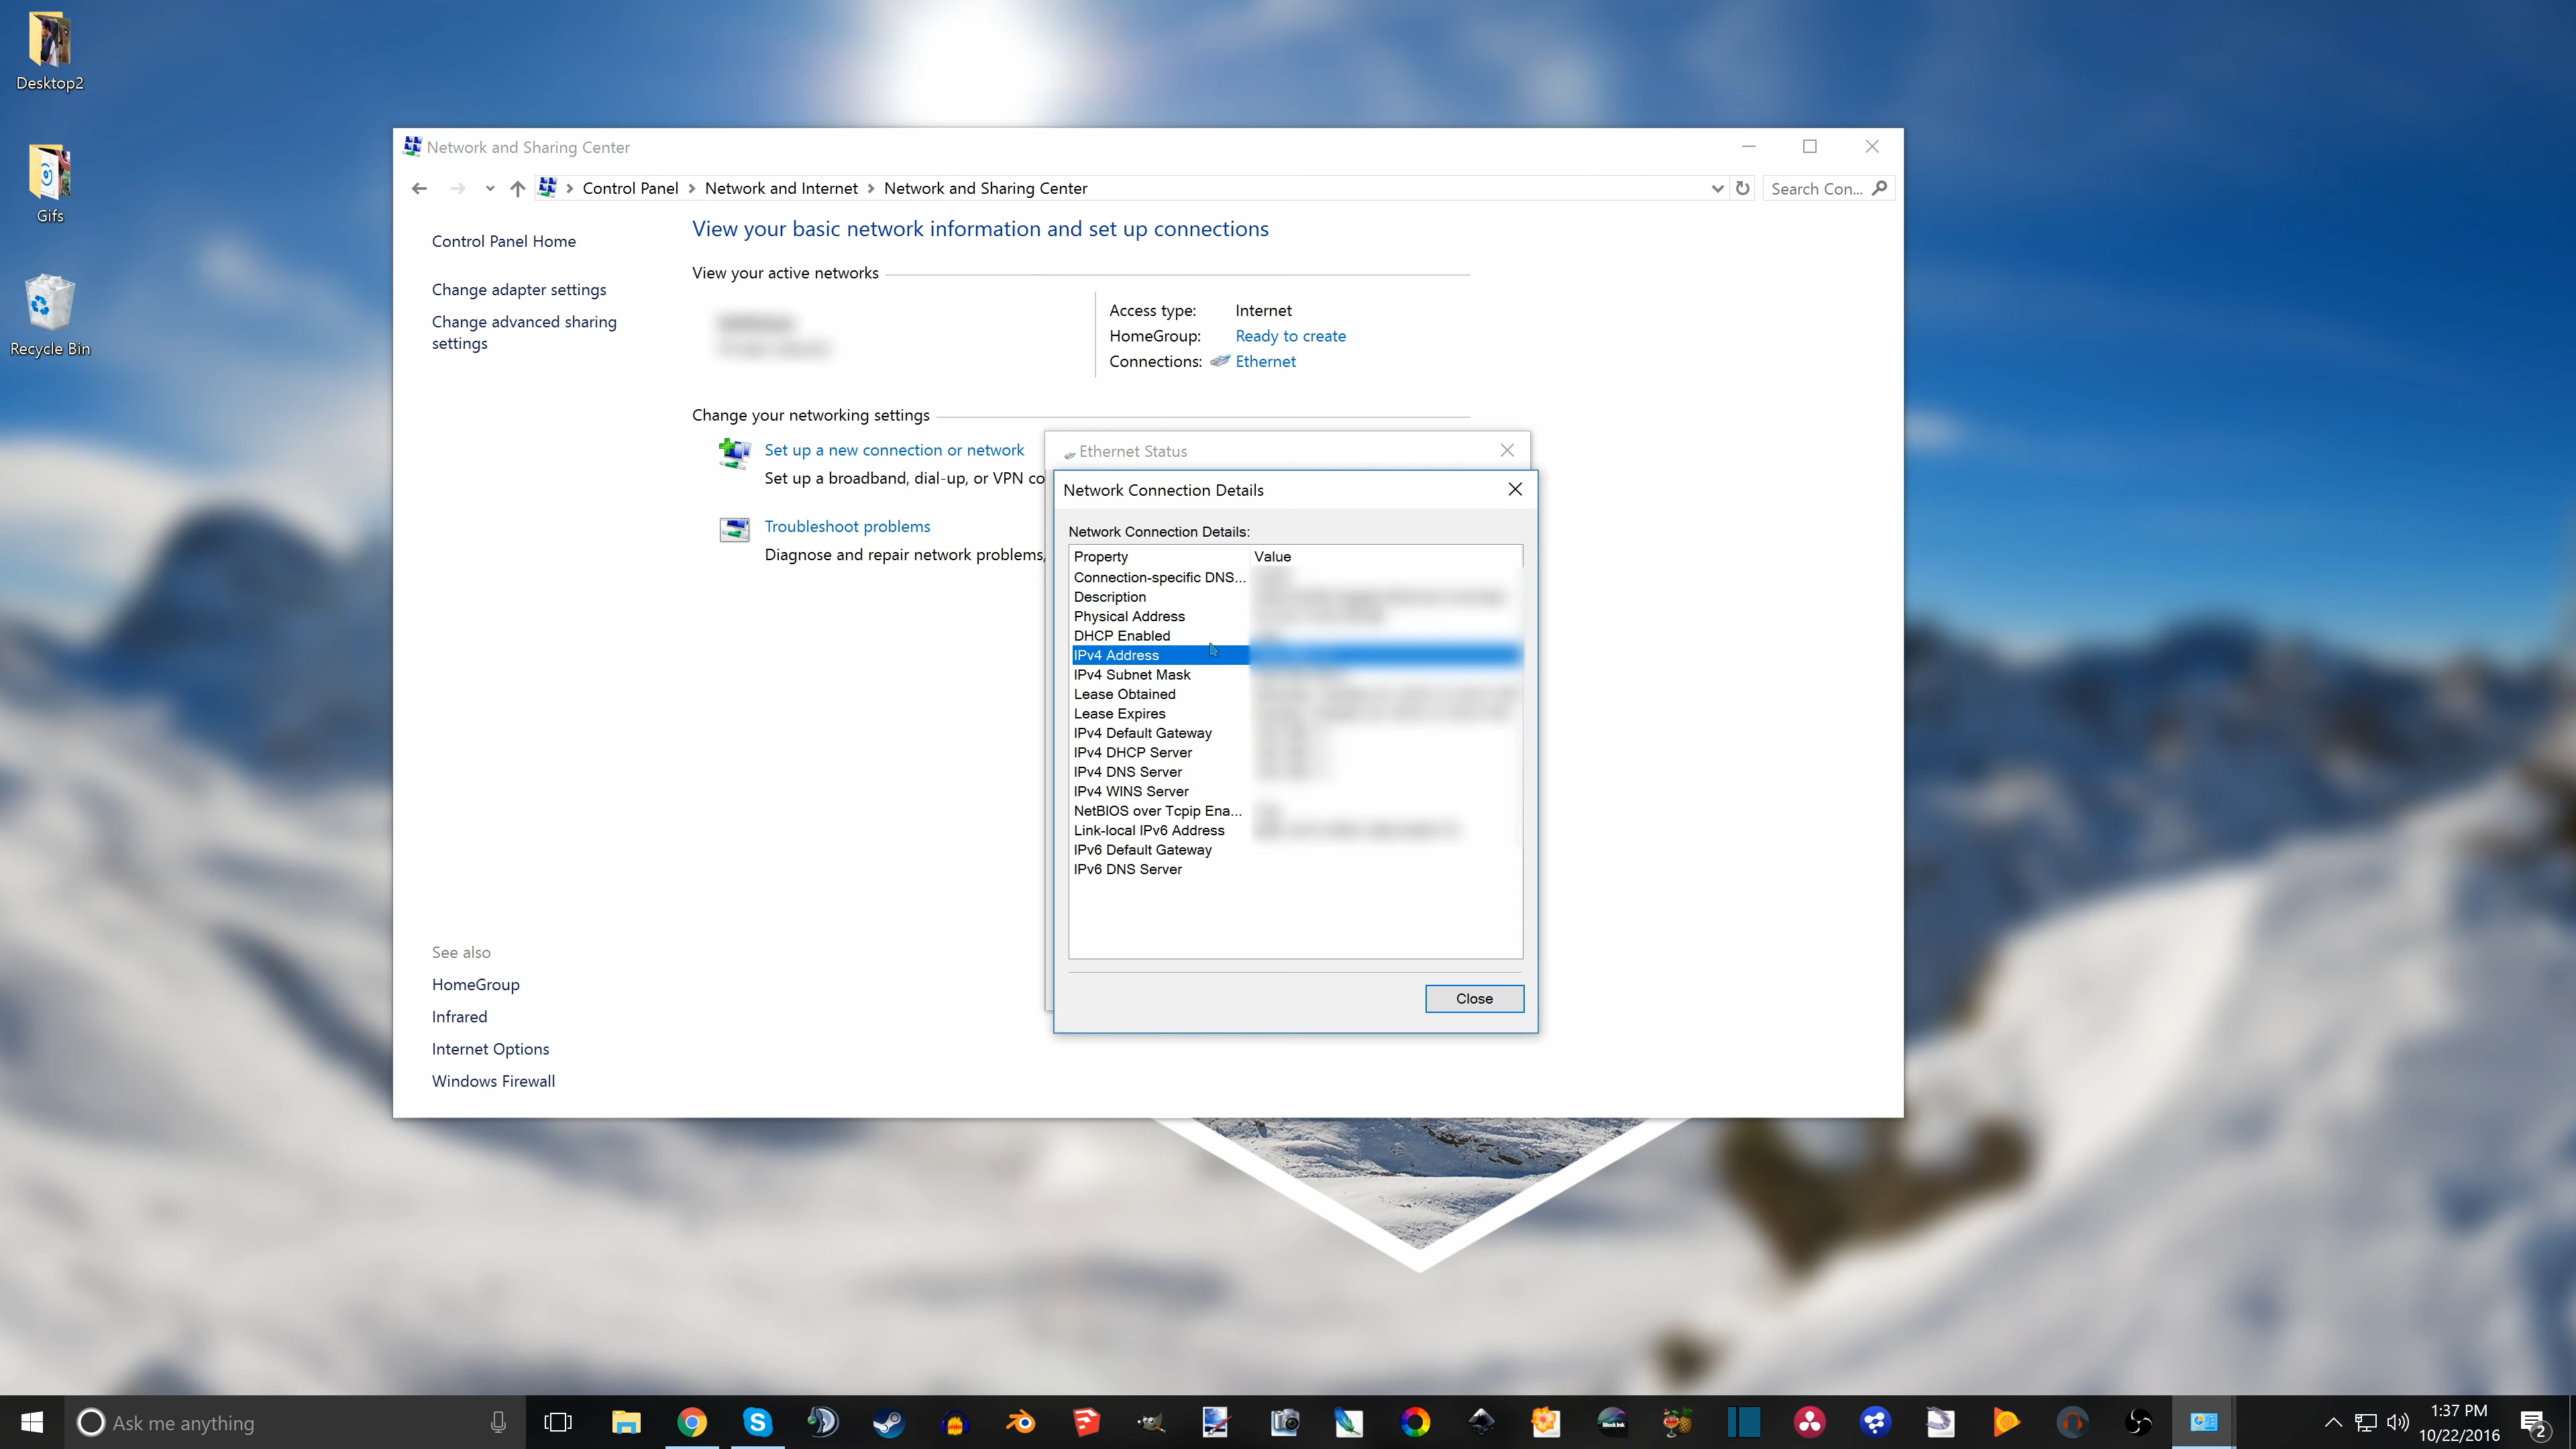 Desktop2
Gifs
Recycle Bin
Network and Sharing Center
Control Panel
Network and Internet
Network and Sharing Center
Search Con...
Control Panel Home
Change adapter settings
Change advanced sharing
settings
View your basic network information and set up connections
View your active networks
Access type: Internet
HomeGroup: Ready to create
Connections: Ethernet
Change your networking settings
Set up a new connection or network
Set up a broadband, dial-up, or VPN co
Troubleshoot problems
Diagnose and repair network problems,
See also
HomeGroup
Infrared
Internet Options
Windows Firewall
Ethernet Status
Network Connection Details
Network Connection Details:
Property Value
Connection-specific DNS...
Description
Physical Address
DHCP Enabled
IPv4 Address
IPv4 Subnet Mask
Lease Obtained
Lease Expires
IPv4 Default Gateway
IPv4 DHCP Server
IPv4 DNS Server
IPv4 WINS Server
NetBIOS over Tcpip Ena...
Link-local IPv6 Address
IPv6 Default Gateway
IPv6 DNS Server
Close
Ask me anything
1:37 PM
10/22/2016
2